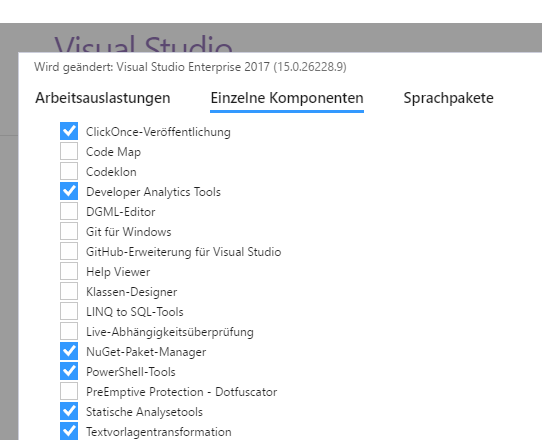 Visual Studio
Wird geändert: Visual Studio Enterprise 2017 (15.0.26228.9)
Arbeitsauslastungen Einzelne Komponenten Sprachpakete
ClickOnce-Veröffentlichung
Code Map
Codeklon
Developer Analytics Tools
DGML-Editor
Git für Windows
GitHub-Erweiterung für Visual Studio
Help Viewer
Klassen-Designer
LINQ to SQL-Tools
Live-Abhängigkeitsüberprüfung
NuGet-Paket-Manager
PowerShell-Tools
PreEmptive Protection - Dotfuscator
Statische Analysetools
Textvorlagentransformation